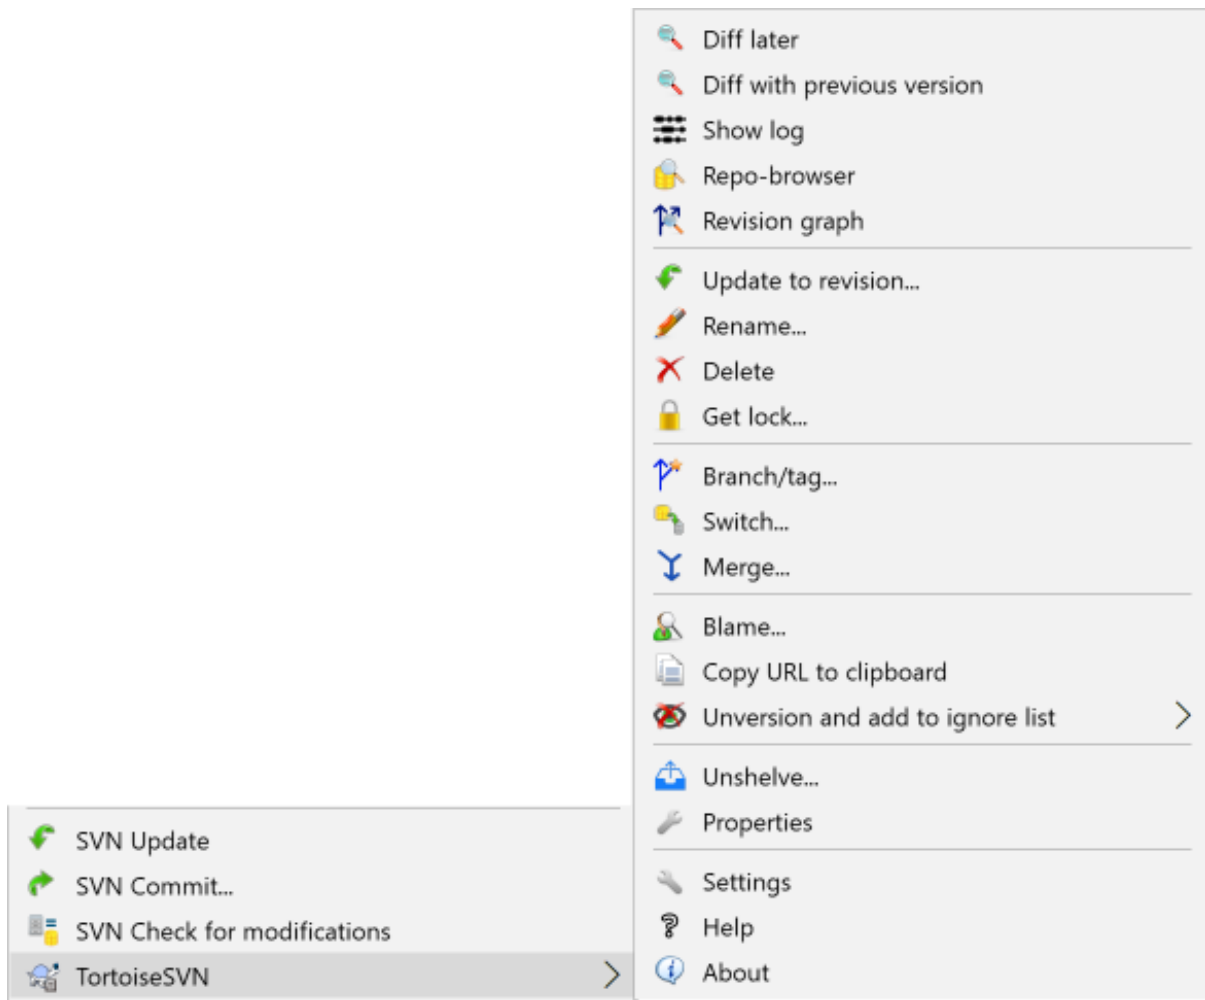 Diff later
Diff with previous version
Show log
Repo-browser
Revision graph
Update to revision...
Rename...
Delete
Get lock...
Branch/tag...
Switch...
Merge...
Blame...
Copy URL to clipboard
Unversion and add to ignore list
Unshelve...
Properties
Settings
Help
About
SVN Update
SVN Commit...
SVN Check for modifications
TortoiseSVN